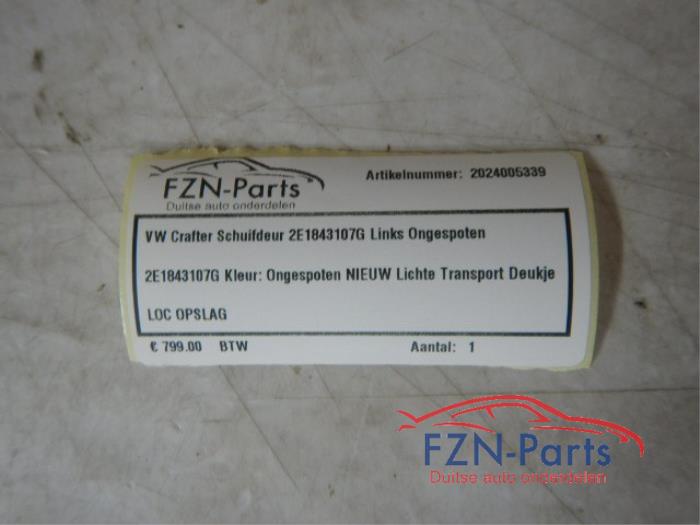 FZN-Parts
Duitse auto onderdelen
Artikelnummer: 2024005339
VW Crafter Schuifdeur 2E1843107G Links Ongespoten
2E1843107G Kleur: Ongespoten NIEUW Lichte Transport Deukje
LOC OPSLAG
€ 799.00 BTW Aantal: 1
FZN-Parts
Duitse auto onderdelen